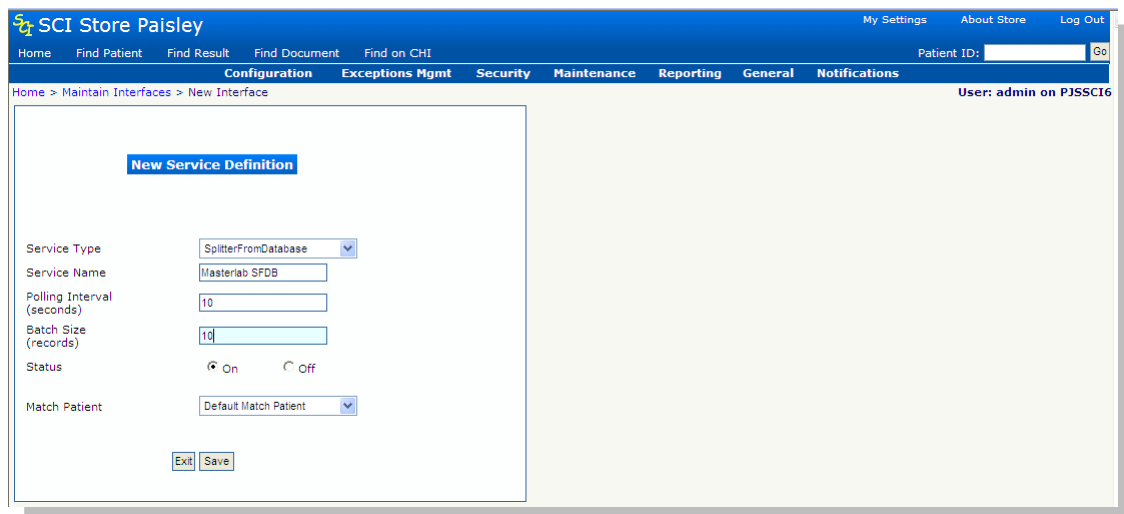 SCI SCI Store Paisley
My Settings About Store Log Out
Home Find Patient Find Result Find Document Find on CHI Patient ID: Go
Configuration Exceptions Mgmt Security Maintenance Reporting General Notifications
Home > Maintain Interfaces > New Interface User: admin on PJSSCI6
New Service Definition
Service Type SplitterFromDatabase
Service Name Masterlab SFDB
Polling Interval
(seconds) 10
Batch Size
(records) 10
Status On Off
Match Patient Default Match Patient
Exit Save